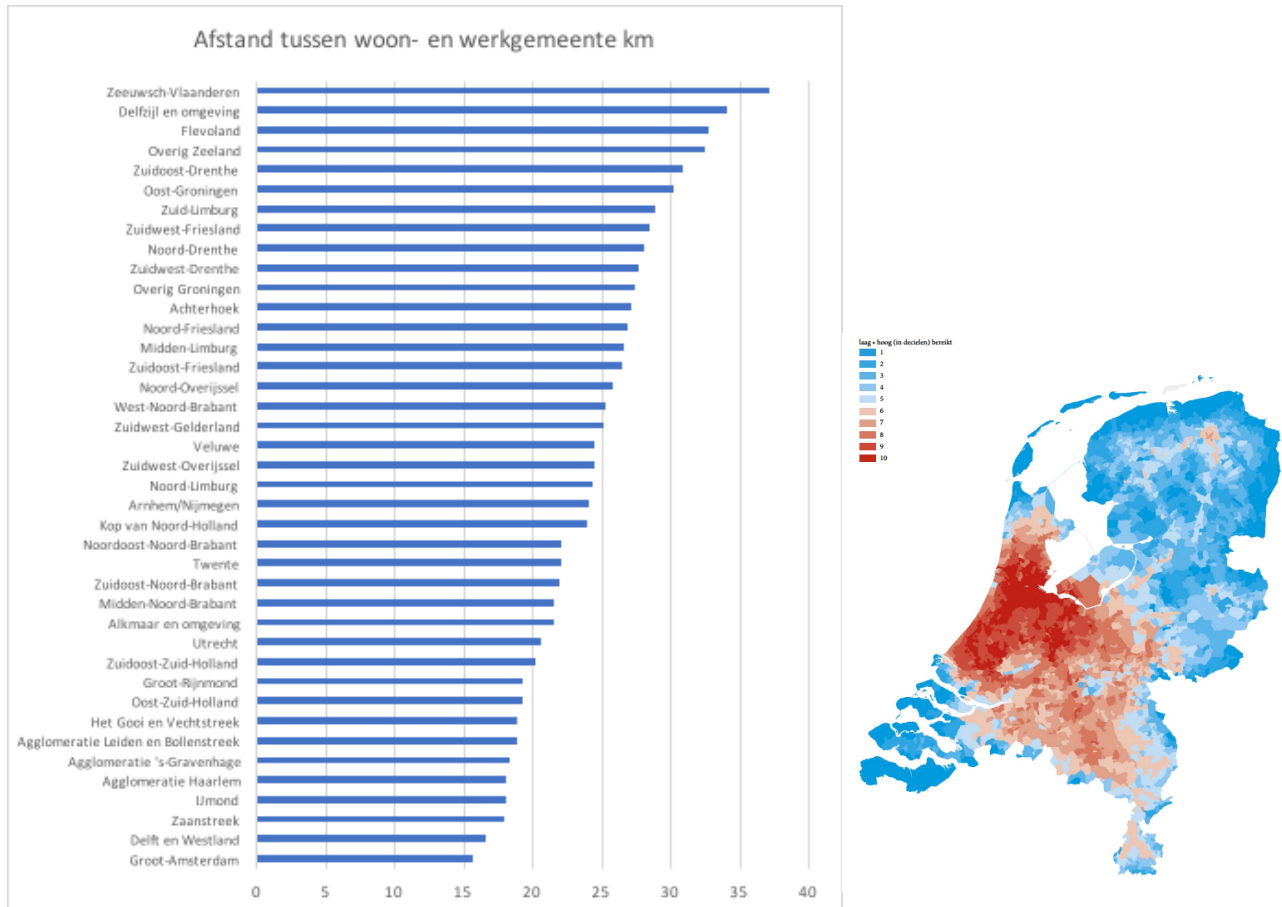 Afstand tussen woon- en werkgemeente km
Zeeuwsch-Vlaanderen
Delfzijl en omgeving
Flevoland
Overig Zeeland
Zuidoost-Drenthe
Oost-Groningen
Zuid-Limburg
Zuidwest-Friesland
Noord-Drenthe
Zuidwest-Drenthe
Overig Groningen
Achterhoek
Noord-Friesland
Midden-Limburg
Zuidoost-Friesland
Noord-Overijssel
West-Noord-Brabant
Zuidwest-Gelderland
Veluwe
Zuidwest-Overijssel
Noord-Limburg
Arnhem/Nijmegen
Kop van Noord-Holland
Noordoost-Noord-Brabant
Twente
Zuidoost-Noord-Brabant
Midden-Noord-Brabant
Alkmaar en omgeving
Utrecht
Zuidoost-Zuid-Holland
Groot-Rijnmond
Oost-Zuid-Holland
Het Gooi en Vechtstreek
Agglomeratie Leiden en Bollenstreek
Agglomeratie 's-Gravenhage
Agglomeratie Haarlem
IJmond
Zaanstreek
Delft en Westland
Groot-Amsterdam
0 5 10 15 20 25 30 35 40
laag • hoog (in decielen) bereikt
1
2
3
4
5
6
7
8
9
10